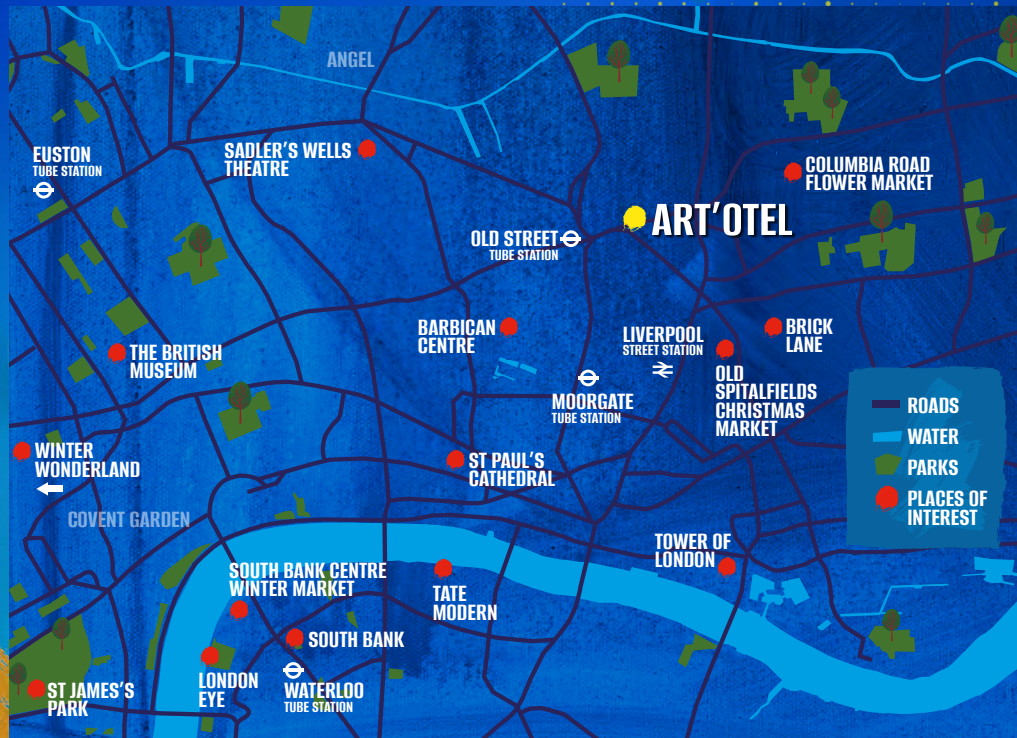 ANGEL
EUSTON
TUBE STATION
SADLER'S WELLS
THEATRE
COLUMBIA ROAD
FLOWER MARKET
ART'OTEL
OLD STREET
TUBE STATION
BARBICAN
CENTRE
LIVERPOOL
STREET STATION
BRICK
LANE
THE BRITISH
MUSEUM
OLD
SPITALFIELDS
CHRISTMAS
MARKET
MOORGATE
TUBE STATION
ROADS
WATER
PARKS
PLACES OF
INTEREST
WINTER
WONDERLAND
ST PAUL'S
CATHEDRAL
COVENT GARDEN
TOWER OF
LONDON
SOUTH BANK CENTRE
WINTER MARKET
TATE
MODERN
SOUTH BANK
LONDON
EYE
WATERLOO
TUBE STATION
ST JAMES'S
PARK